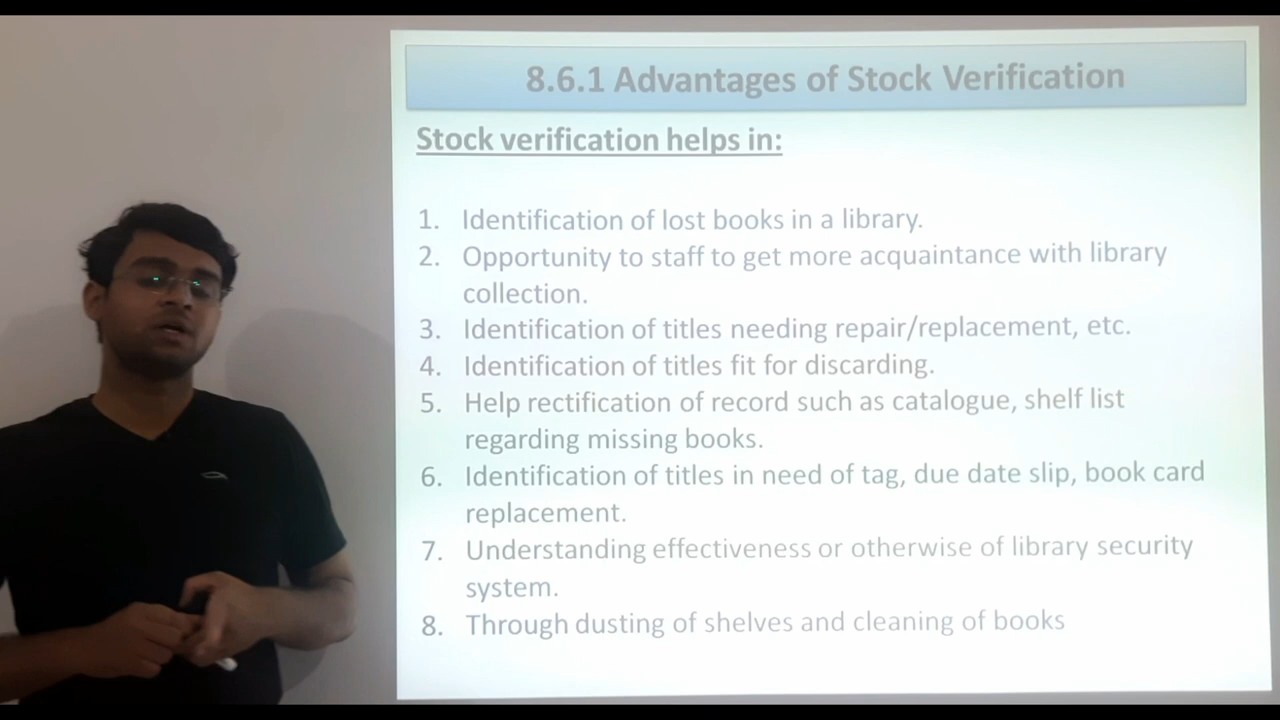 8.6.1 Advantages of Stock Verification
Stock verification helps in:
1. Identification of lost books in a library.
2. Opportunity to staff to get more acquaintance with library
collection.
3. Identification of titles needing repair/replacement, etc.
4. Identification of titles fit for discarding.
5. Help rectification of record such as catalogue, shelf list
regarding missing books.
6. Identification of titles in need of tag, due date slip, book card
replacement.
7. Understanding effectiveness or otherwise of library security
system.
8. Through dusting of shelves and cleaning of books